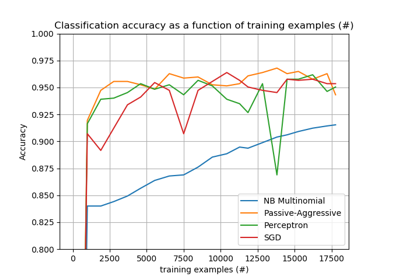 Classification accuracy as a function of training examples (#)
1.000
0.975
0.950
0.925
0.900
0.875
0.850
0.825
0.800
Accuracy
NB Multinomial
Passive-Aggressive
Perceptron
SGD
0 2500 5000 7500 10000 12500 15000 17500
training examples (#)